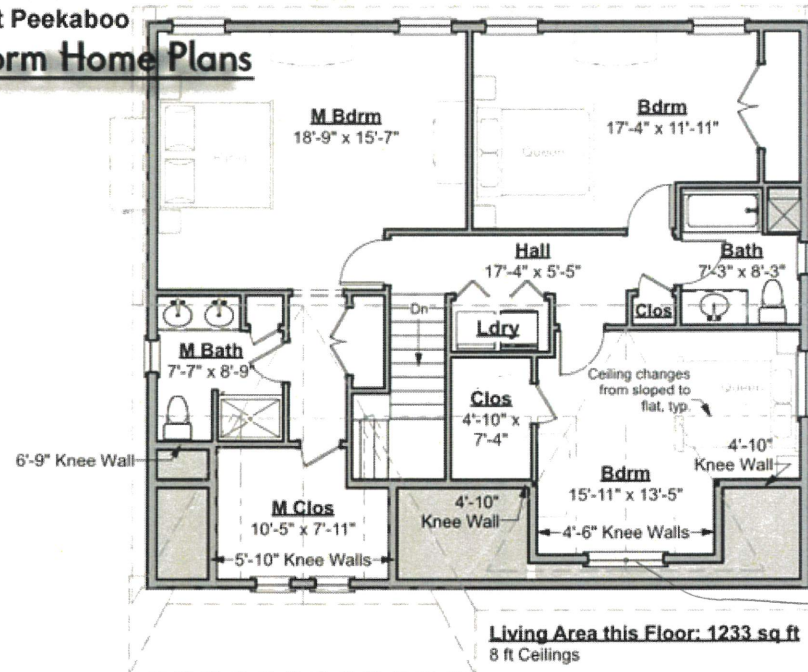 t Peekaboo
orm Home Plans
M Bdrm
18'-9" x 15'-7"
Bdrm
17'-4" x 11'-11"
Queen
Hall
17'-4" x 5'-5"
Bath
7'-3" x 8'-3"
Dn
Ldry
Clos
M Bath
7'-7" x 8'-9"
Clos
4'-10" x
7'-4"
Ceiling changes
from sloped to
flat, typ.
Queen
6'-9" Knee Wall
4'-10"
Knee Wall
Bdrm
15'-11" x 13'-5"
M Clos
10'-5" x 7'-11"
4'-10"
Knee Wall
4'-6" Knee Walls
5'-10" Knee Walls
Living Area this Floor: 1233 sq ft
8 ft Ceilings